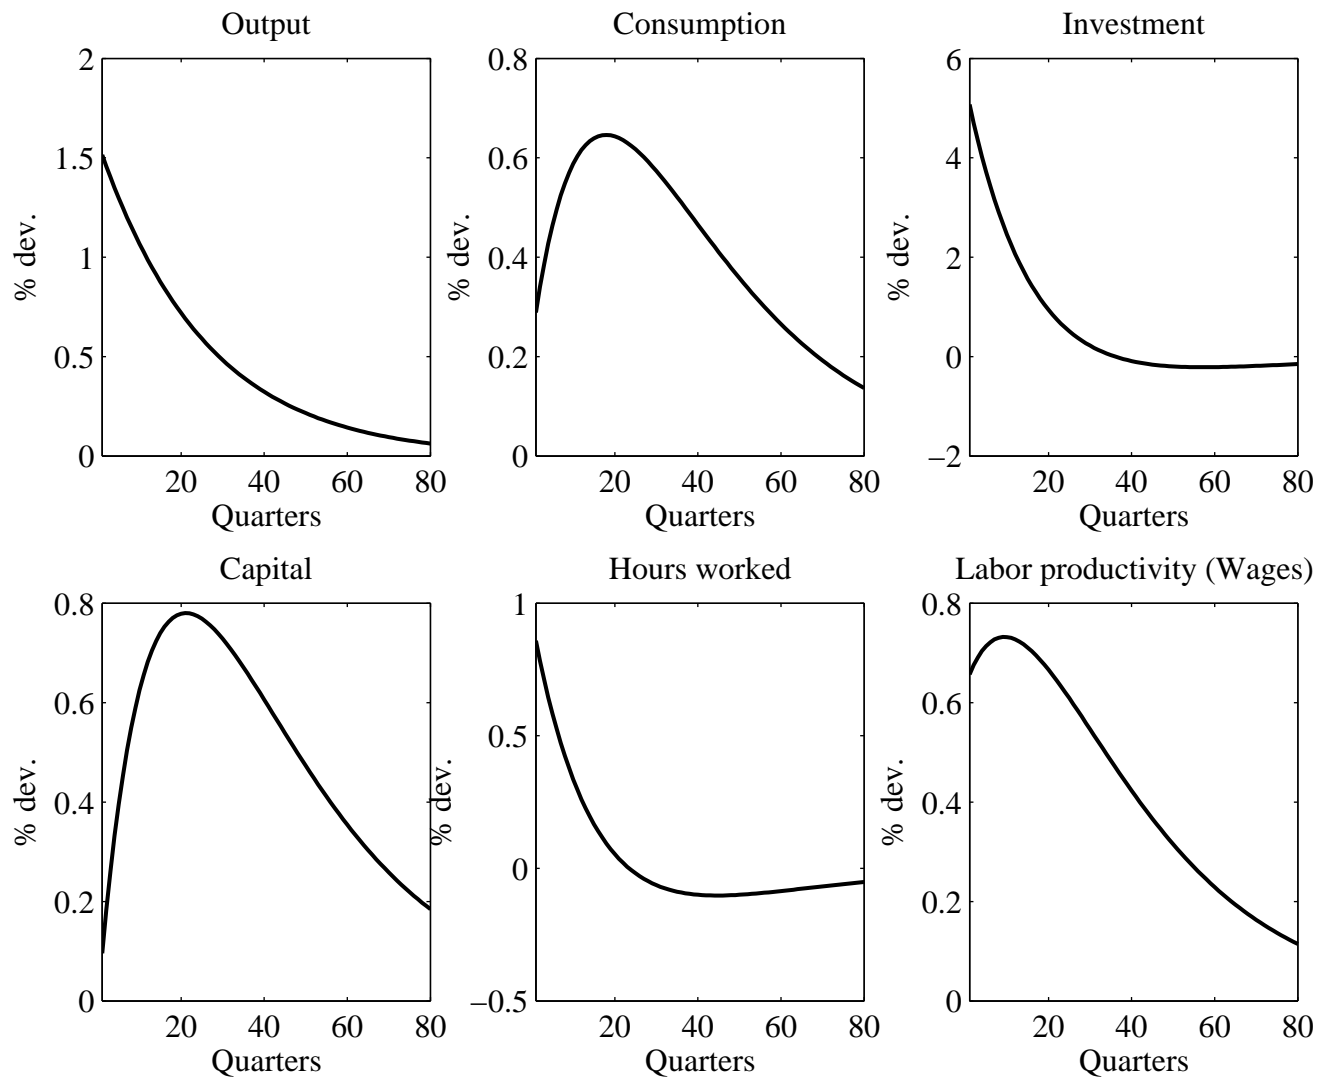 Output
Consumption
Investment
% dev.
2
1.5
1
0.5
0
20 40 60 80
Quarters
% dev.
0.8
0.6
0.4
0.2
0
20 40 60 80
Quarters
% dev.
6
4
2
0
−2
20 40 60 80
Quarters
Capital
Hours worked
Labor productivity (Wages)
% dev.
0.8
0.6
0.4
0.2
0
20 40 60 80
Quarters
% dev.
1
0.5
0
−0.5
20 40 60 80
Quarters
% dev.
0.8
0.6
0.4
0.2
0
20 40 60 80
Quarters